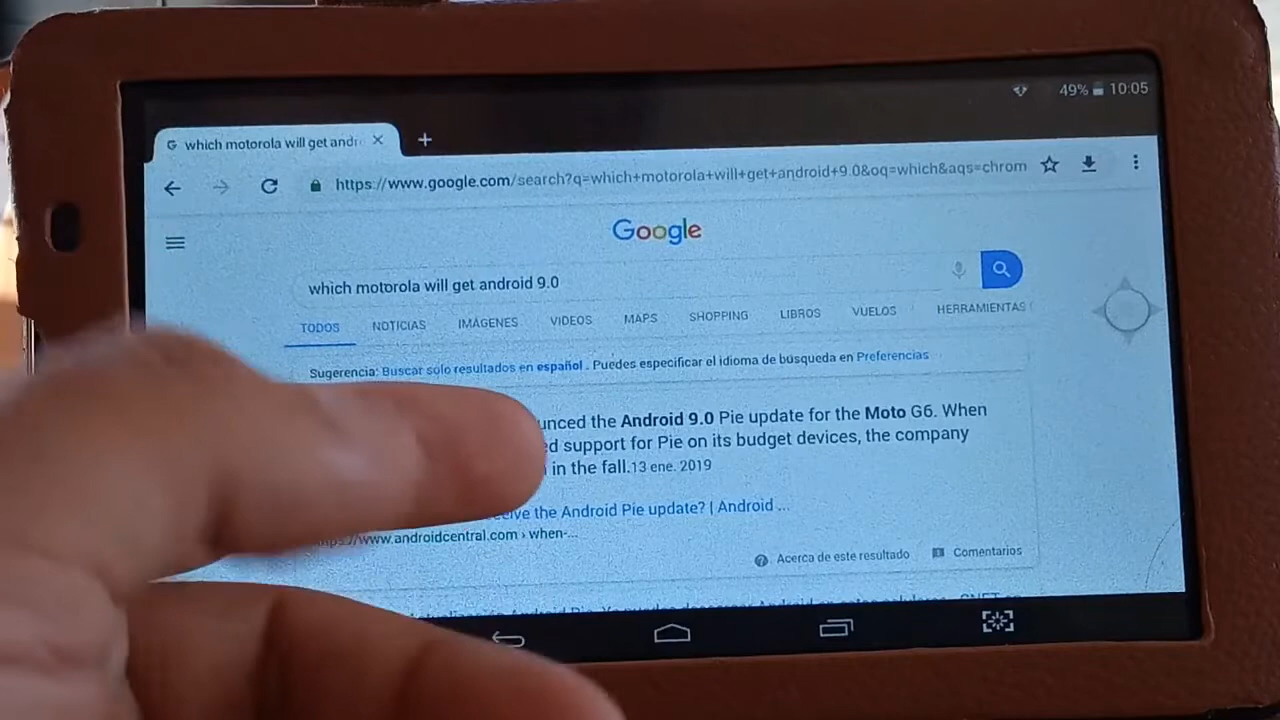 49% 10:05
G which motorola will get andr
https://www.google.com/search?q=which+motorola+will+get+android+9.0&oq=which&aqs=chrom
Google
which motorola will get android 9.0
TODOS NOTICIAS IMÁGENES VIDEOS MAPS SHOPPING LIBROS VUELOS HERRAMIENTAS
Sugerencia: Buscar sólo resultados en español . Puedes especificar el idioma de búsqueda en Preferencias
the Android 9.0 Pie update for the Moto G6. When
support for Pie on its budget devices, the company
in the fall.13 ene. 2019
the Android Pie update? | Android ...
www.androidcentral.com › when-...
Acerca de este resultado Comentarios